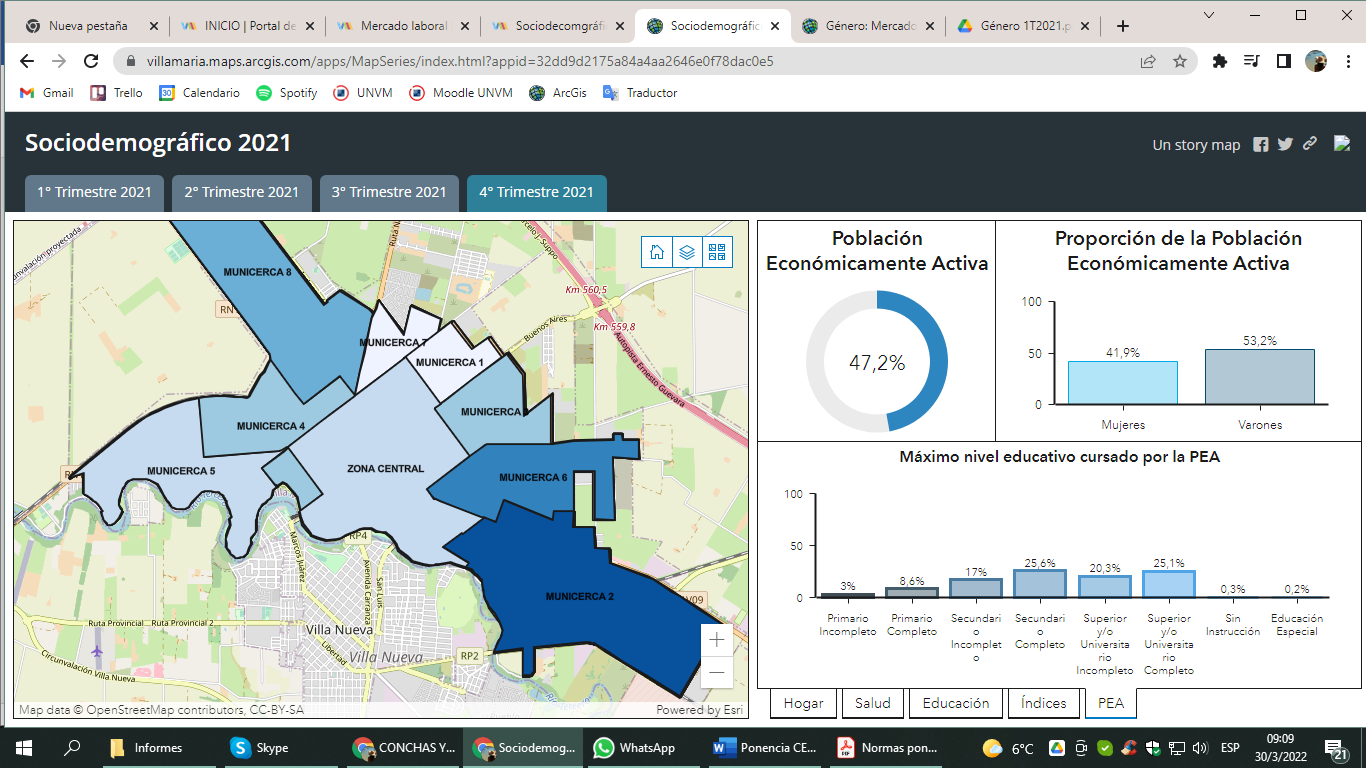 Nueva pestaña
INICIO | Portal de
Mercado laboral
Sociodecomgráfi
Sociodemográfic
Género: Mercado
Género 1T2021.p
villamaria.maps.arcgis.com/apps/MapSeries/index.html?appid=32dd9d2175a84a4aa2646e0f78dac0e5
Gmail
Trello
Calendario
Spotify
UNVM
Moodle UNVM
ArcGis
Traductor
Sociodemográfico 2021
Un story map
1° Trimestre 2021
2° Trimestre 2021
3° Trimestre 2021
4° Trimestre 2021
MUNICERCA 8
MUNICERCA 7
MUNICERCA 1
MUNICERCA
MUNICERCA 4
MUNICERCA 5
ZONA CENTRAL
MUNICERCA 6
MUNICERCA 2
Km 560,5
Km 559,8
Buenos Aires
Autopista Ernesto Guevara
RP4
RP2
Marcos Juárez
Avenida Carranza
San Luis
Libertad
Ruta Provincial
Ruta Provincial 2
Circunvalación Villa Nueva
Villa Nueva
Villa Nueva
+
−
Map data © OpenStreetMap contributors, CC-BY-SA
Powered by Esri
Población
Económicamente Activa
47,2%
Proporción de la Población
Económicamente Activa
100
50
0
41,9%
53,2%
Mujeres
Varones
Máximo nivel educativo cursado por la PEA
100
50
0
3%
8,6%
17%
25,6%
20,3%
25,1%
0,3%
0,2%
Primario
Incompleto
Primario
Completo
Secundari
o
Incomplet
o
Secundari
o
Completo
Superior
y/o
Universita
rio
Incompleto
Superior
y/o
Universita
rio
Completo
Sin
Instrucción
Educación
Especial
Hogar
Salud
Educación
Índices
PEA
Informes
Skype
CONCHAS Y...
Sociodemog...
WhatsApp
Ponencia CE...
Normas pon...
6°C
ESP
09:09
30/3/2022
21